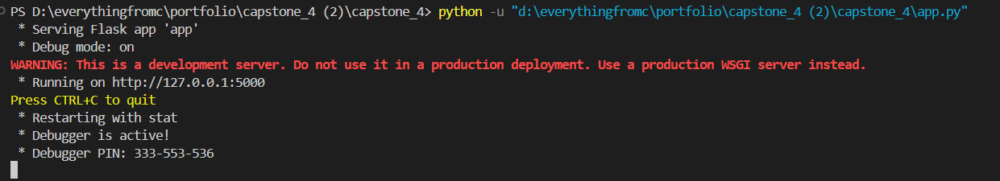 PS D:\everythingfromc\portfolio\capstone_4 (2)\capstone_4> python -u "d:\everythingfromc\portfolio\capstone_4 (2)\capstone_4\app.py"
* Serving Flask app 'app'
* Debug mode: on
WARNING: This is a development server. Do not use it in a production deployment. Use a production WSGI server instead.
* Running on http://127.0.0.1:5000
Press CTRL+C to quit
* Restarting with stat
* Debugger is active!
* Debugger PIN: 333-553-536